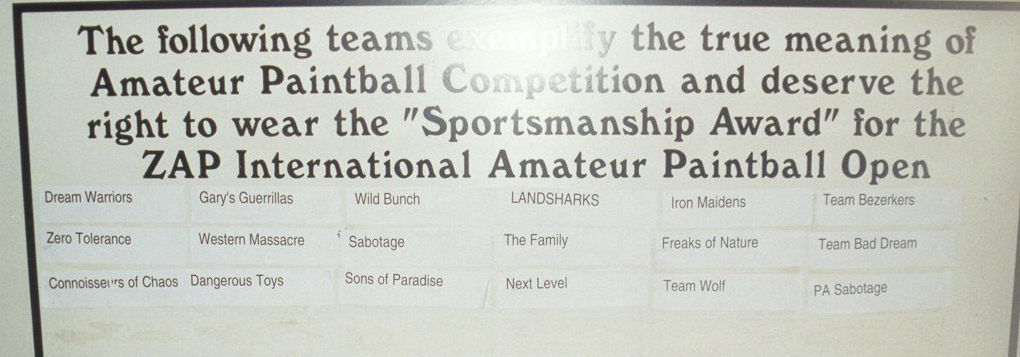 The following teams exemplify the true meaning of
Amateur Paintball Competition and deserve the
right to wear the "Sportsmanship Award" for the
ZAP International Amateur Paintball Open
Dream Warriors Gary's Guerrillas Wild Bunch LANDSHARKS Iron Maidens Team Bezerkers
Zero Tolerance Western Massacre Sabotage The Family Freaks of Nature Team Bad Dream
Connoisseurs of Chaos Dangerous Toys Sons of Paradise Next Level Team Wolf PA Sabotage